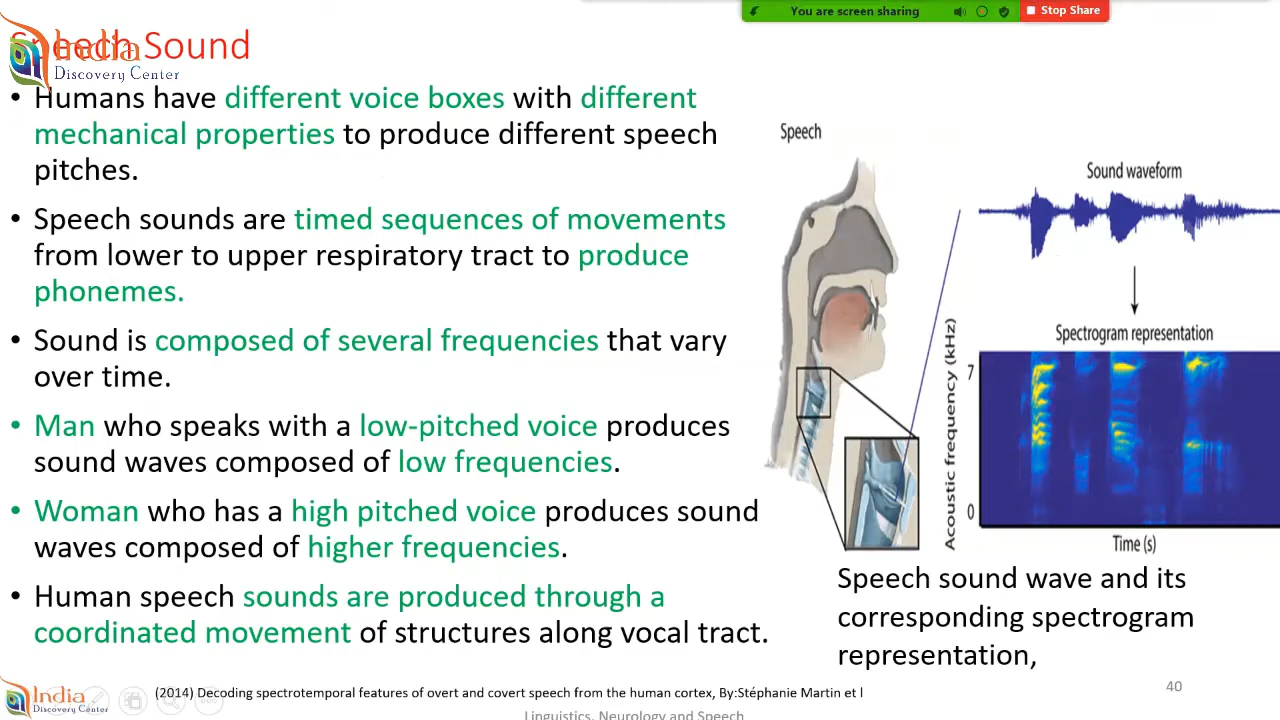 You are screen sharing
Stop Share
Speech Sound
India
Discovery Center
• Humans have different voice boxes with different
mechanical properties to produce different speech
pitches.
• Speech sounds are timed sequences of movements
from lower to upper respiratory tract to produce
phonemes.
• Sound is composed of several frequencies that vary
over time.
• Man who speaks with a low-pitched voice produces
sound waves composed of low frequencies.
• Woman who has a high pitched voice produces sound
waves composed of higher frequencies.
• Human speech sounds are produced through a
coordinated movement of structures along vocal tract.
Speech
Sound waveform
Spectrogram representation
Acoustic frequency (kHz)
7
0
Time (s)
Speech sound wave and its
corresponding spectrogram
representation,
(2014) Decoding spectrotemporal features of overt and covert speech from the human cortex, By:Stéphanie Martin et l
40
India
Discovery Center
Linguistics, Neurology and Speech